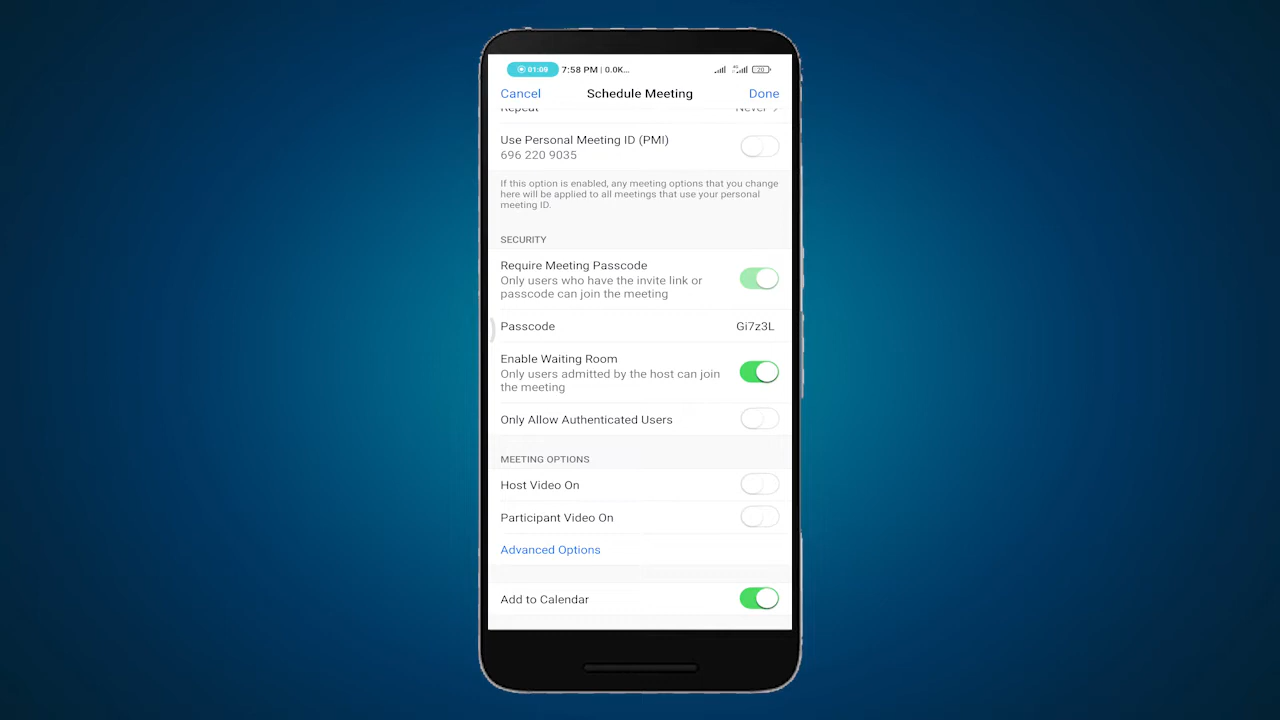 01:09 7:58 PM | 0.0K... 4G 20
Cancel Schedule Meeting Done
Repeat Never
Use Personal Meeting ID (PMI)
696 220 9035
If this option is enabled, any meeting options that you change
here will be applied to all meetings that use your personal
meeting ID.
SECURITY
Require Meeting Passcode
Only users who have the invite link or
passcode can join the meeting
Passcode Gi7z3L
Enable Waiting Room
Only users admitted by the host can join
the meeting
Only Allow Authenticated Users
MEETING OPTIONS
Host Video On
Participant Video On
Advanced Options
Add to Calendar